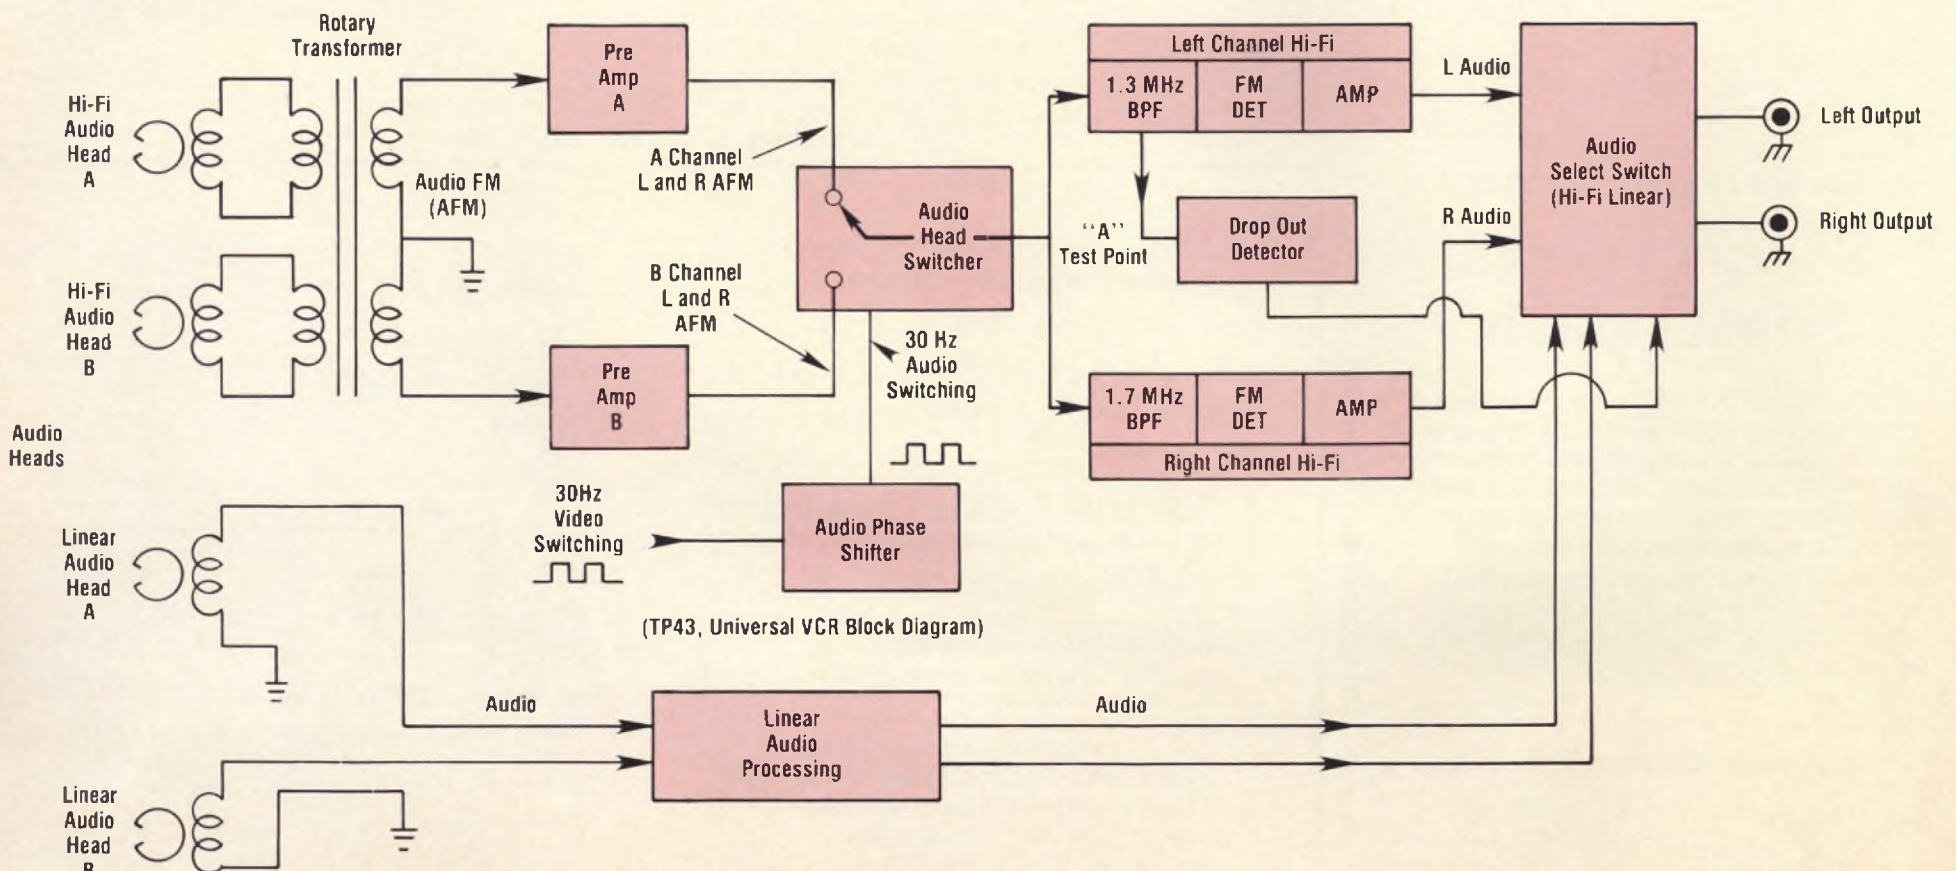 Rotary
Transformer
Hi-Fi
Audio
Head
A
Hi-Fi
Audio
Head
B
Audio FM
(AFM)
Pre
Amp
A
A Channel
L and R AFM
B Channel
L and R
AFM
Pre
Amp
B
Audio
Head
Switcher
30 Hz
Audio
Switching
Left Channel Hi-Fi
1.3 MHz
BPF
FM
DET
AMP
L Audio
"A"
Test Point
Drop Out
Detector
R Audio
1.7 MHz
BPF
FM
DET
AMP
Right Channel Hi-Fi
Audio
Select Switch
(Hi-Fi Linear)
Left Output
Right Output
Audio
Heads
30Hz
Video
Switching
Audio Phase
Shifter
(TP43, Universal VCR Block Diagram)
Linear
Audio
Head
A
Audio
Linear
Audio
Processing
Audio
Linear
Audio
Head
B